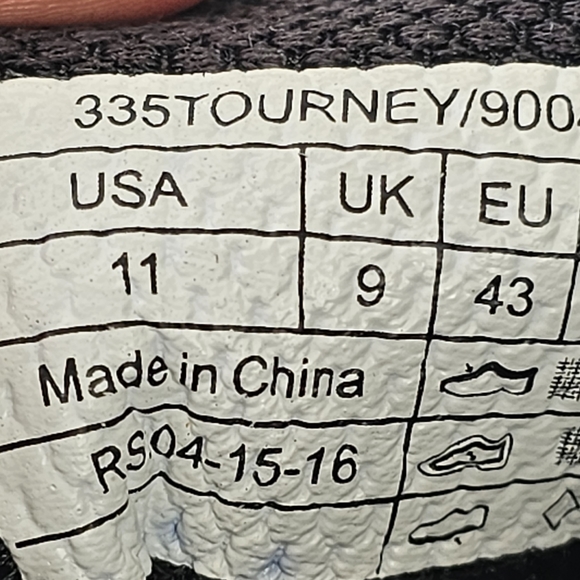 335TOURNEY/900
USA UK EU
11 9 43
Made in China
RS04-15-16